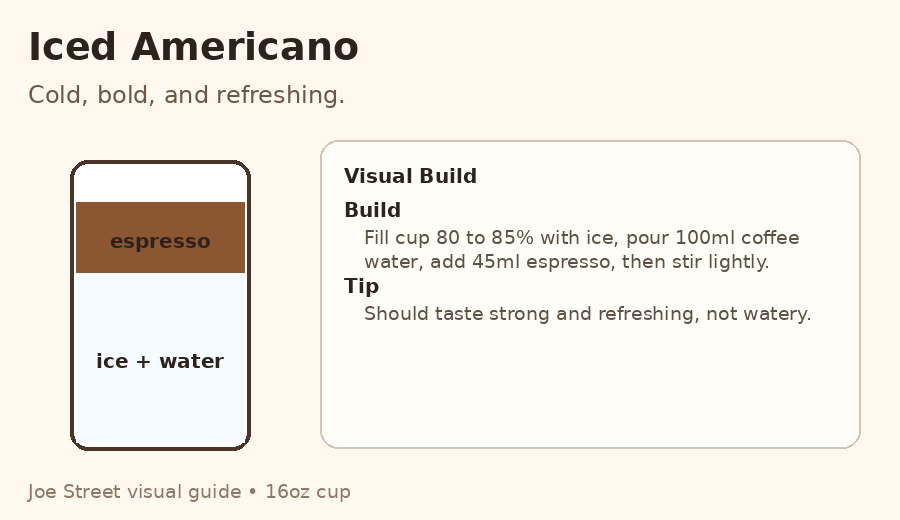 Iced Americano
Cold, bold, and refreshing.
espresso
ice + water
Visual Build
Build
Fill cup 80 to 85% with ice, pour 100ml coffee
water, add 45ml espresso, then stir lightly.
Tip
Should taste strong and refreshing, not watery.
Joe Street visual guide • 16oz cup